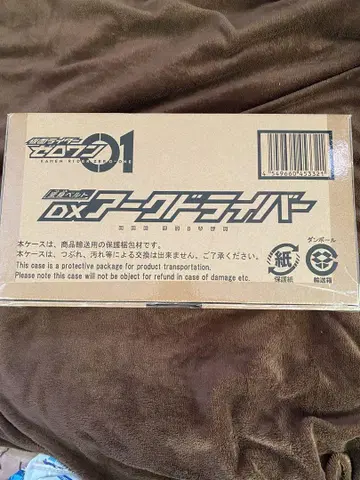 仮面ライダー
ゼロワン01
KAMEN RIDER ZERO-ONE
変身ベルト
DXアークドライバー
本ケースは、商品輸送用の保護梱包材です。
本ケースは、つぶれ、汚れ等による交換は出来ません、ご了承ください。
This case is a protective package for product transportation.
Please note this will not be object for refund in case of damage etc.
紙
保護紙
ダンボール
輸送箱